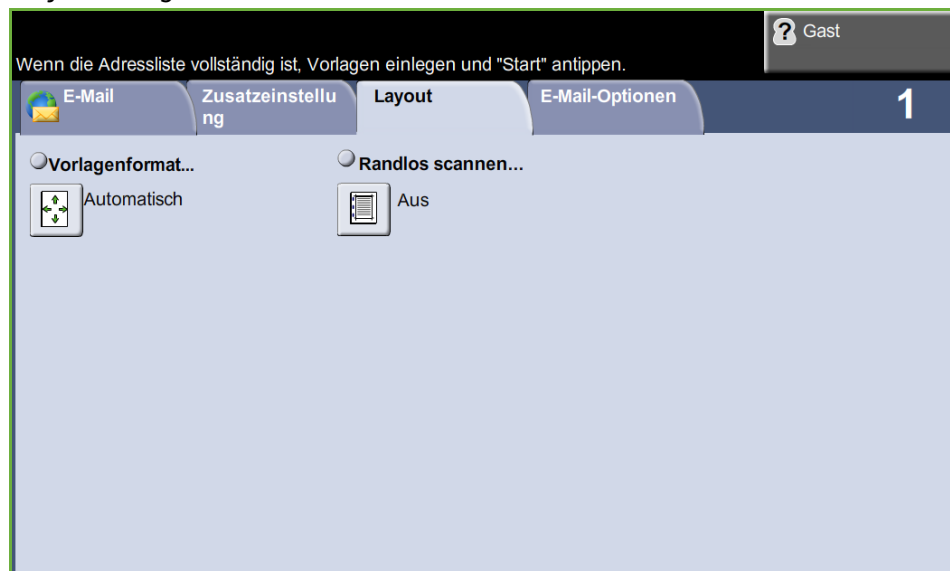 Gast
Wenn die Adressliste vollständig ist, Vorlagen einlegen und "Start" antippen.
E-Mail
Zusatzeinstellu
ng
Layout
E-Mail-Optionen
1
Vorlagenformat...
Randlos scannen...
Automatisch
Aus